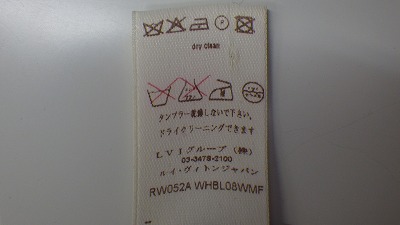 dry clean
タンブラー乾燥しないで下さい。
ドライクリーニングできます
LVJグループ(株)
03-3478-2100
ルイ・ヴィトンジャパン
RW052A WHBL08WMF